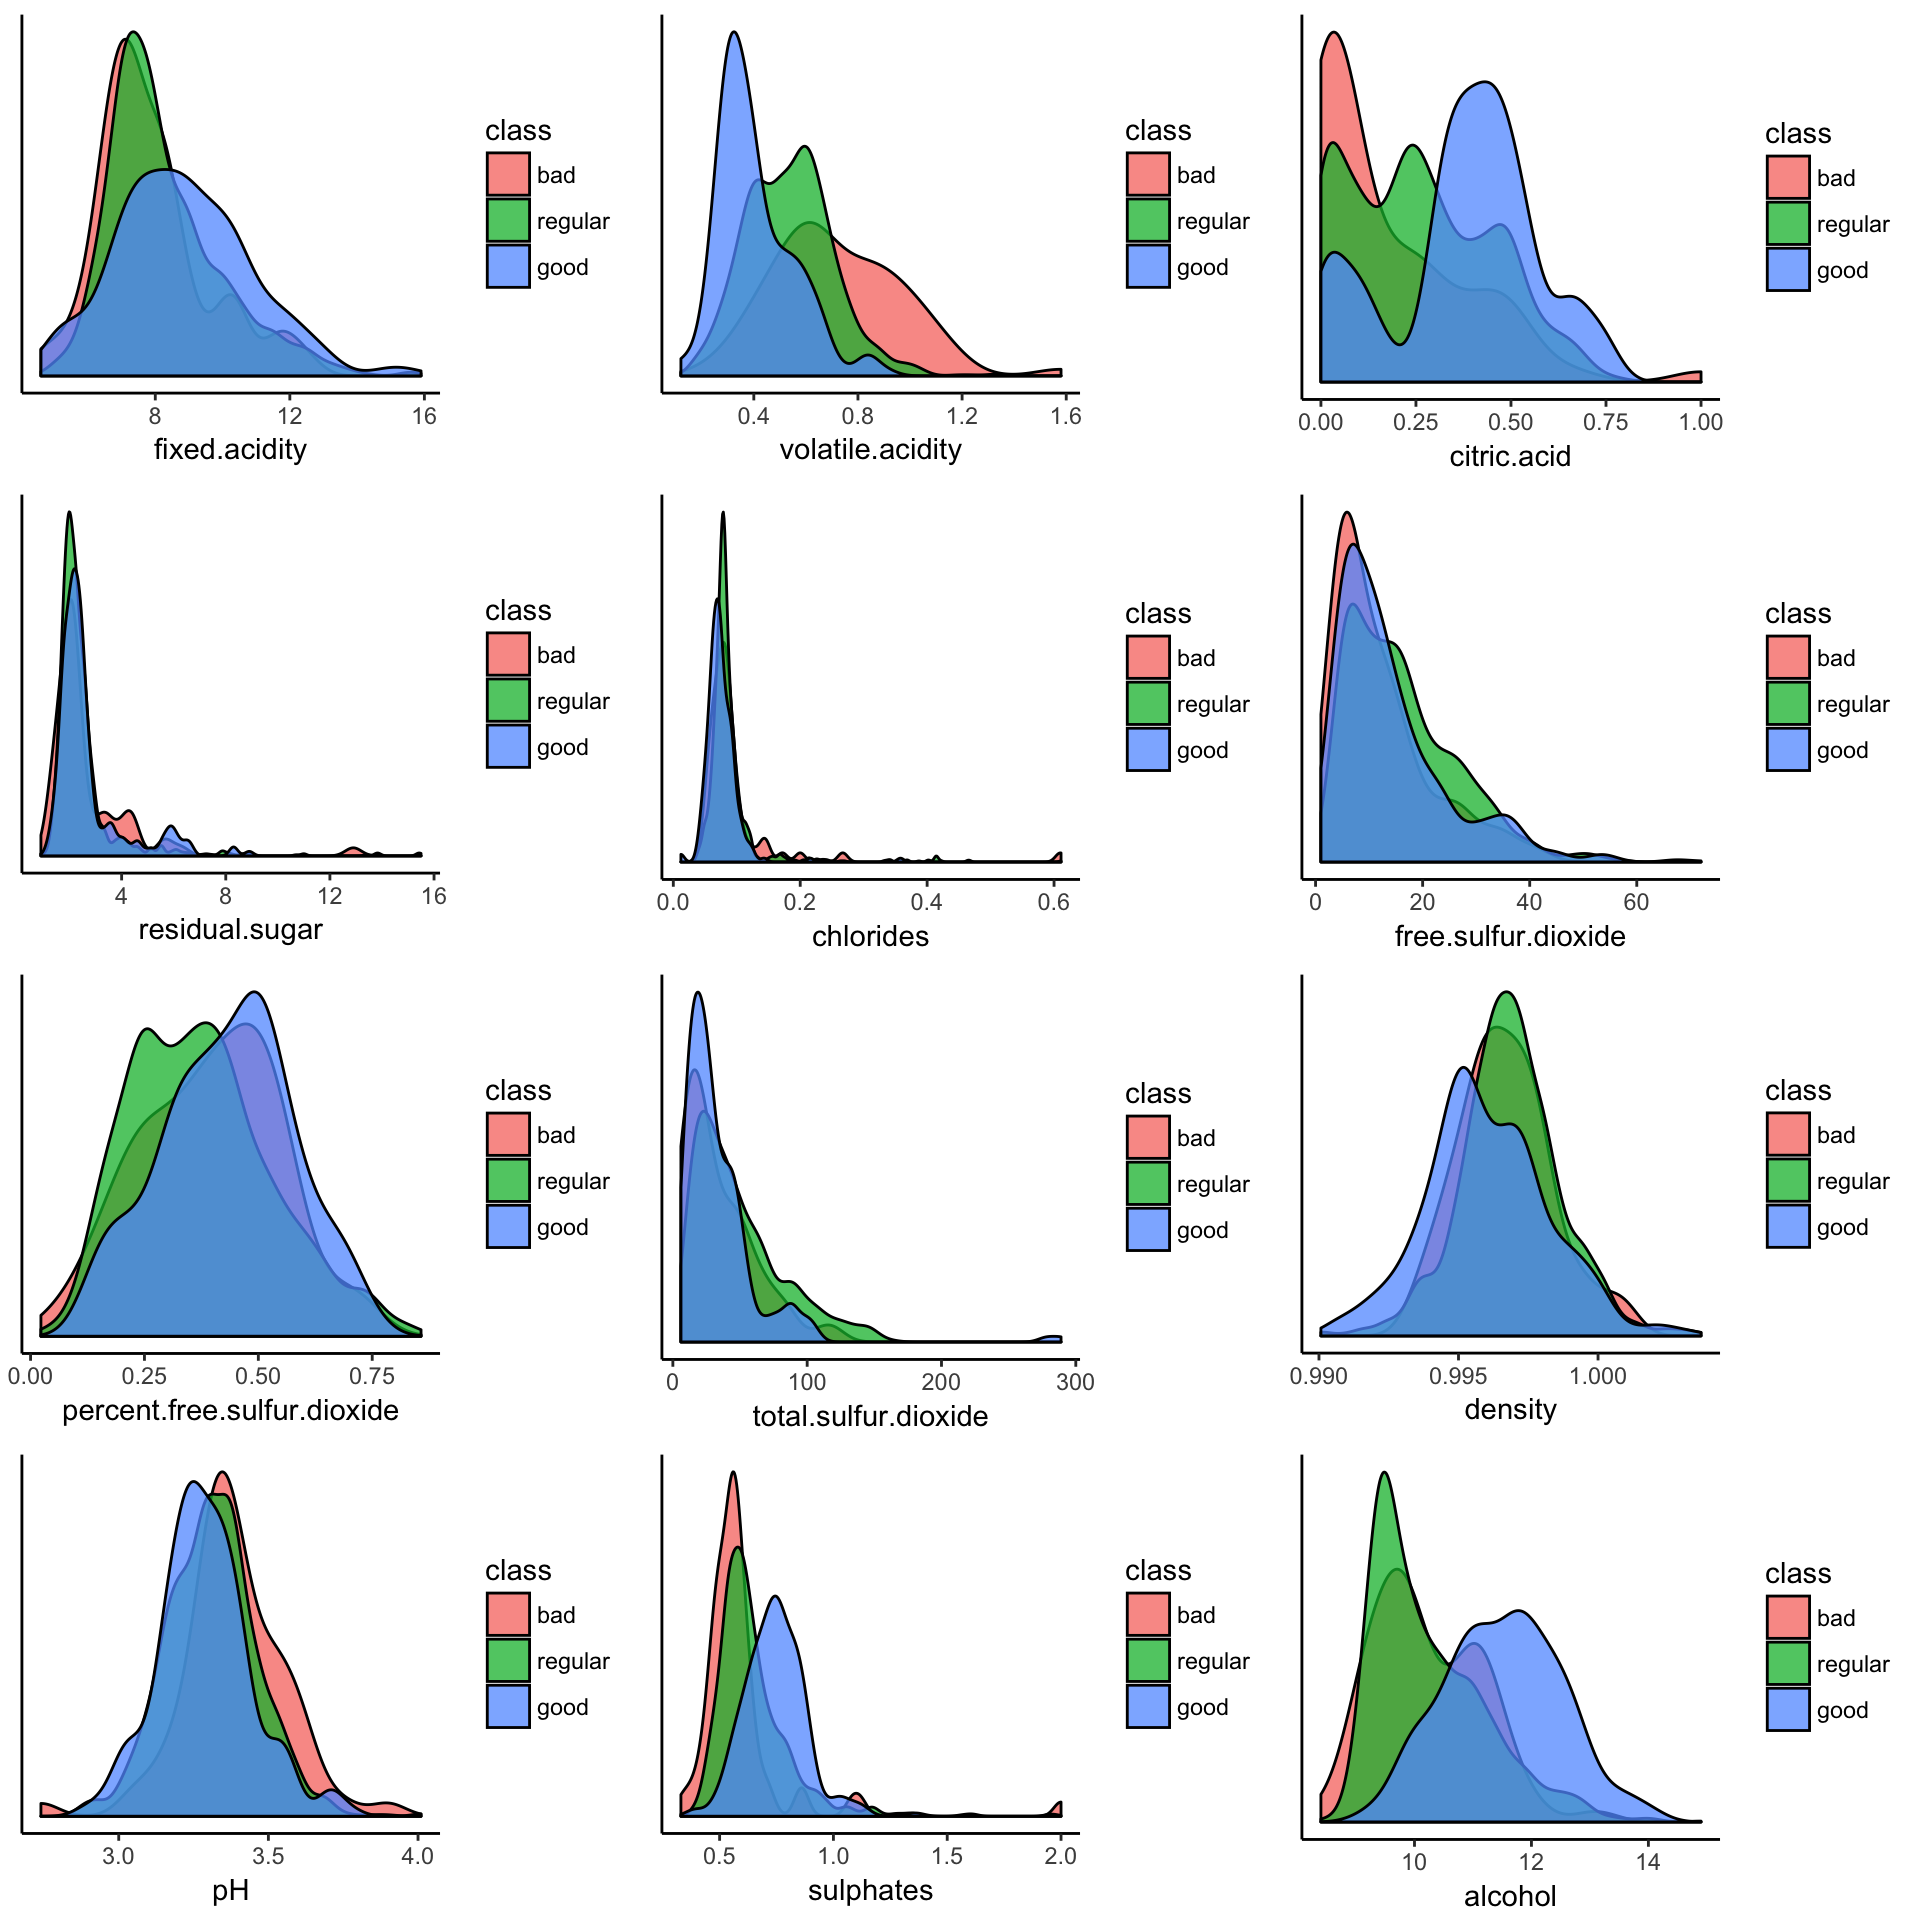 class
bad
regular
good
8 12 16
fixed.acidity
class
bad
regular
good
0.4 0.8 1.2 1.6
volatile.acidity
class
bad
regular
good
0.00 0.25 0.50 0.75 1.00
citric.acid
class
bad
regular
good
4 8 12 16
residual.sugar
class
bad
regular
good
0.0 0.2 0.4 0.6
chlorides
class
bad
regular
good
0 20 40 60
free.sulfur.dioxide
class
bad
regular
good
0.00 0.25 0.50 0.75
percent.free.sulfur.dioxide
class
bad
regular
good
0 100 200 300
total.sulfur.dioxide
class
bad
regular
good
0.990 0.995 1.000
density
class
bad
regular
good
3.0 3.5 4.0
pH
class
bad
regular
good
0.5 1.0 1.5 2.0
sulphates
class
bad
regular
good
10 12 14
alcohol